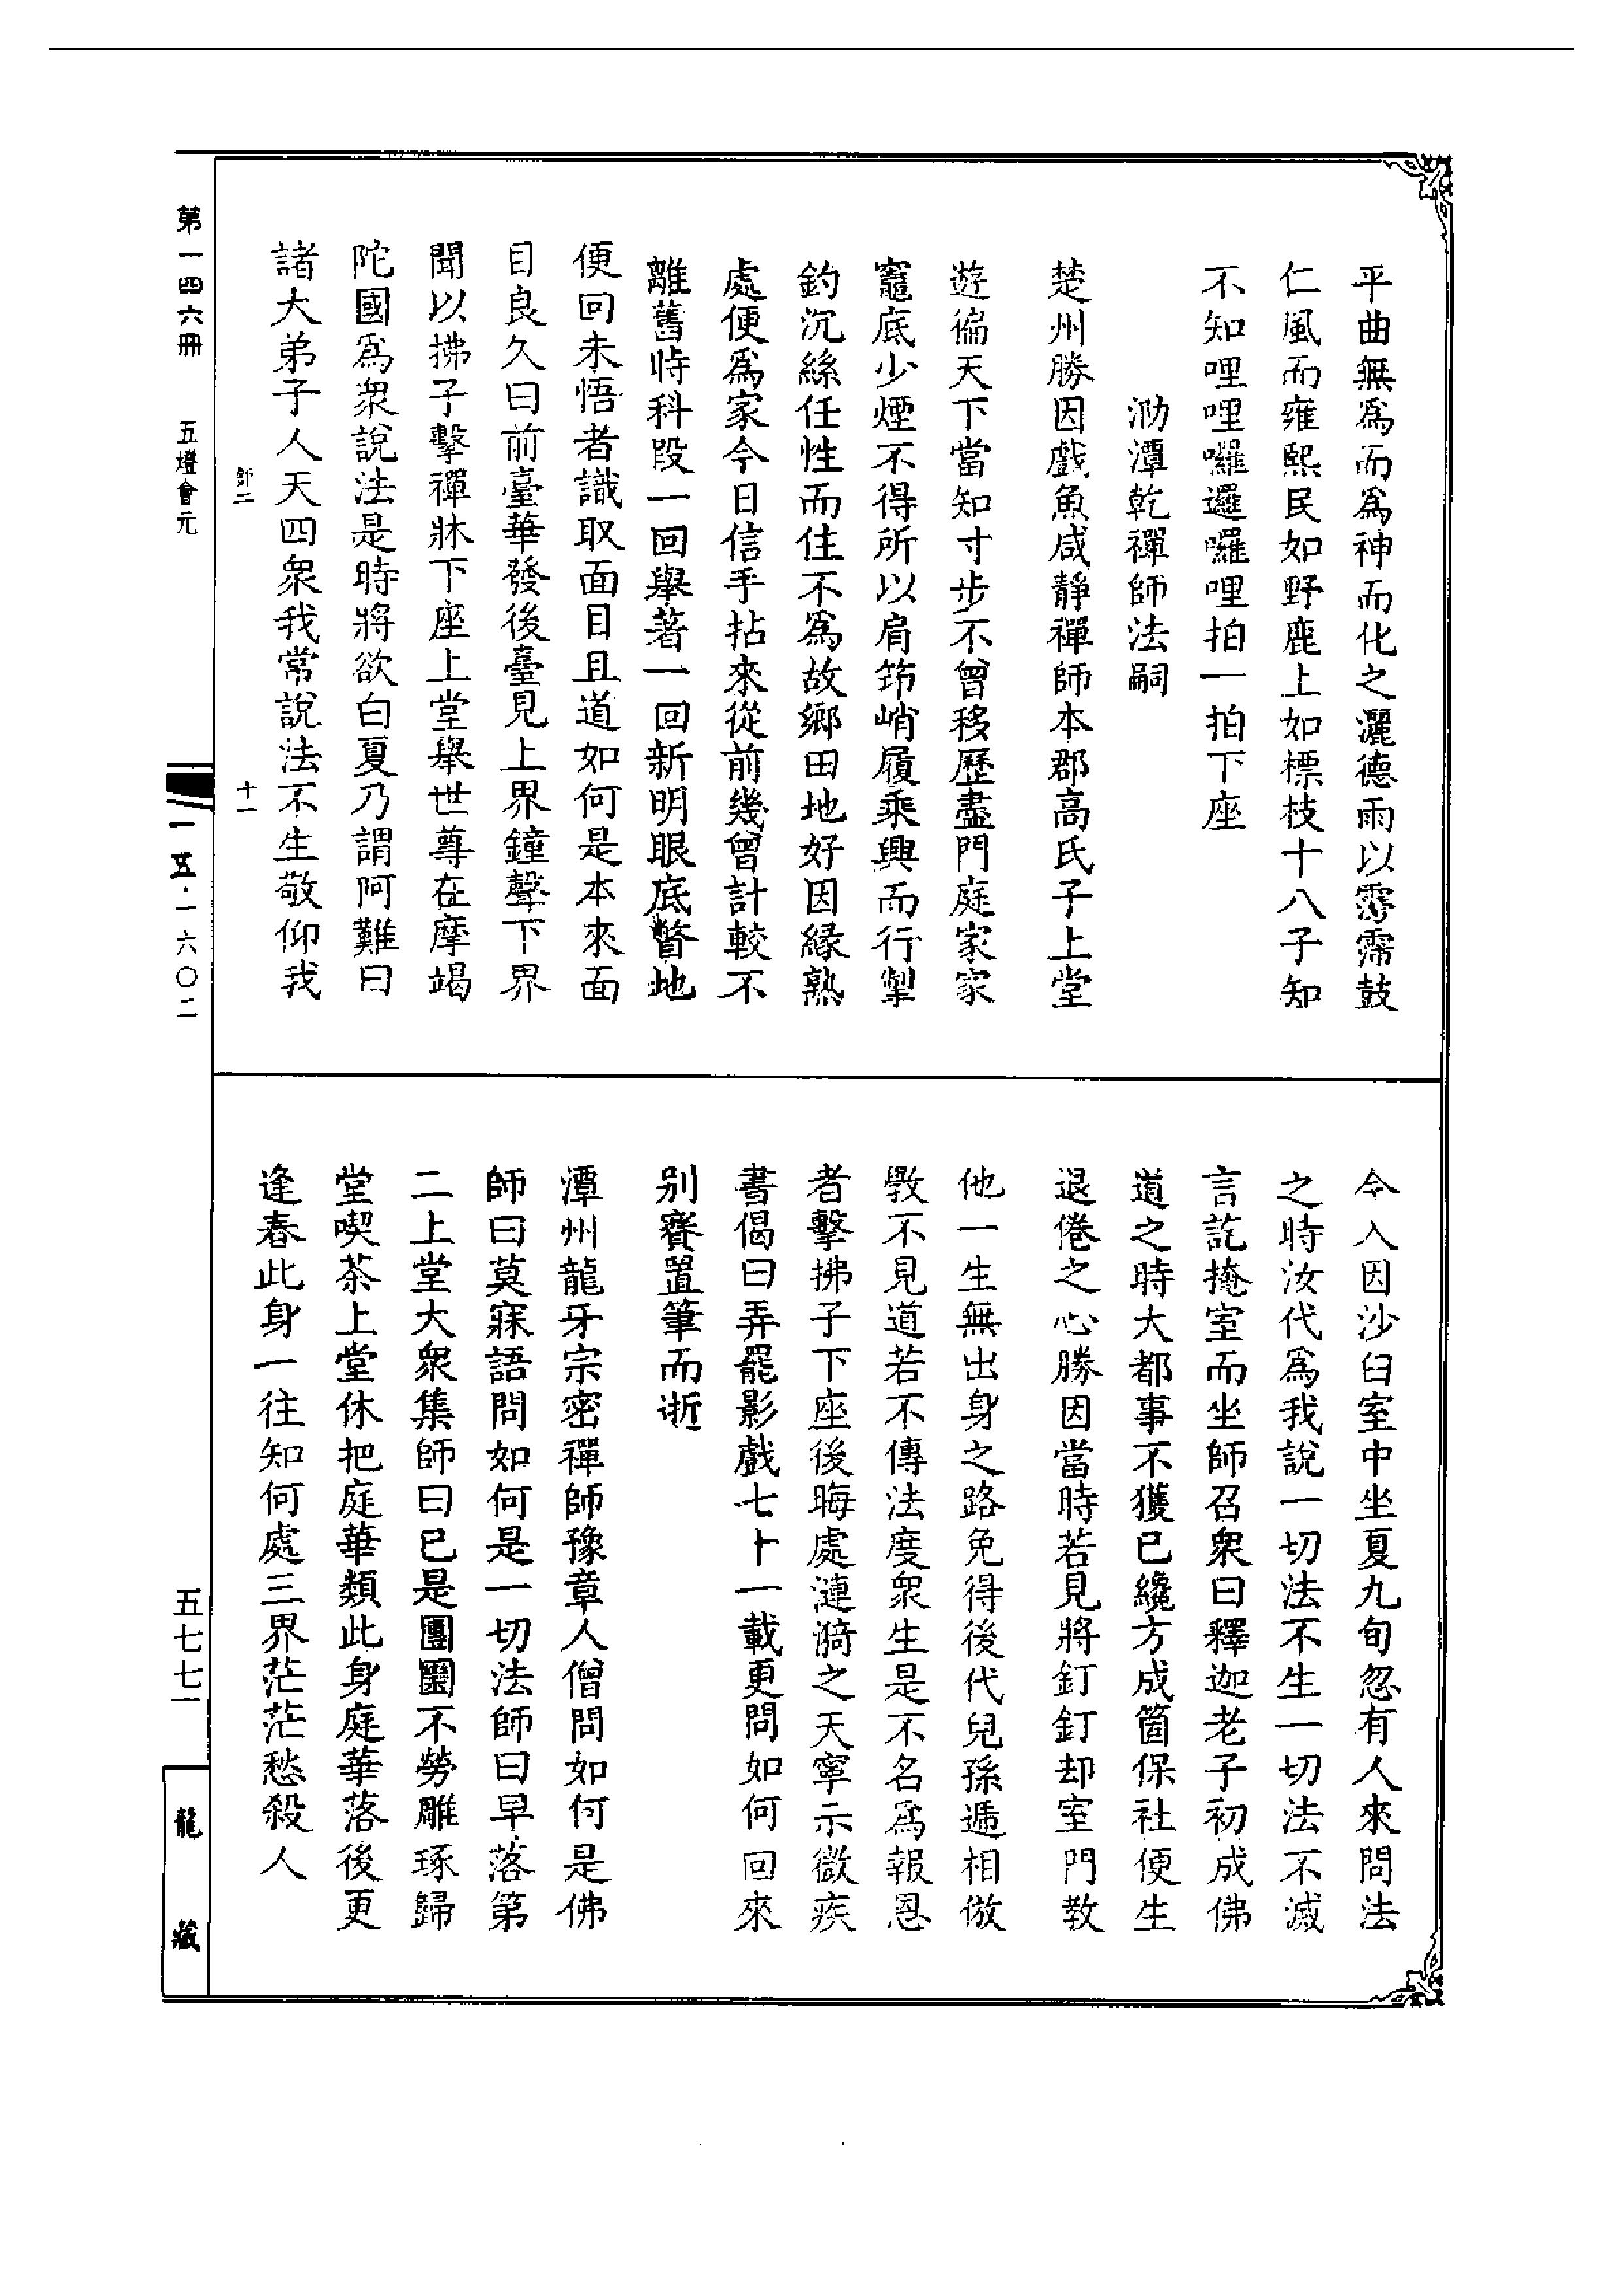 平曲無爲而爲神而化之灑德雨以霶霈鼓
仁風而雍熙民如野鹿上如標枝十八子知
不知哩哩囉邏囉哩拍一拍下座
泐潭乾禪師法嗣
楚州勝因戲魚咸靜禪師本郡高氏子上堂
遊徧天下當知寸步不曾移歷盡門庭家家
竈底少煙不得所以肩筇峭履乘興而行掣
釣沉絲任性而住不爲故鄉田地好因緣熟
處便爲家今日信手拈來從前幾曾計較不
離舊時科段一回舉著一回新明眼底瞥地
便回未悟者識取面目且道如何是本來面
目良久曰前臺華發後臺見上界鐘聲下界
聞以拂子擊禪牀下座上堂舉世尊在摩竭
陀國爲衆說法是時將欲白夏乃謂阿難曰
諸大弟子人天四衆我常說法不生敬仰我
今入因沙臼室中坐夏九旬忽有人來問法
之時汝代爲我說一切法不生一切法不滅
言訖掩室而坐師召衆曰釋迦老子初成佛
道之時大都事不獲已纔方成箇保社便生
退倦之心勝因當時若見將釘釘却室門教
他一生無出身之路免得後代兒孫遞相倣
斆不見道若不傳法度衆生是不名爲報恩
者擊拂子下座後晦處漣漪之天寧示微疾
書偈曰弄罷影戲七十一載更問如何回來
别賽置筆而逝
潭州龍牙宗密禪師豫章人僧問如何是佛
師曰莫寐語問如何是一切法師曰早落第
二上堂大衆集師曰已是團圞不勞雕琢歸
堂喫茶上堂休把庭華類此身庭華落後更
逢春此身一往知何處三界茫茫愁殺人
第一四六冊 五燈會元
十一
一五·一六〇二
五七七
龍藏